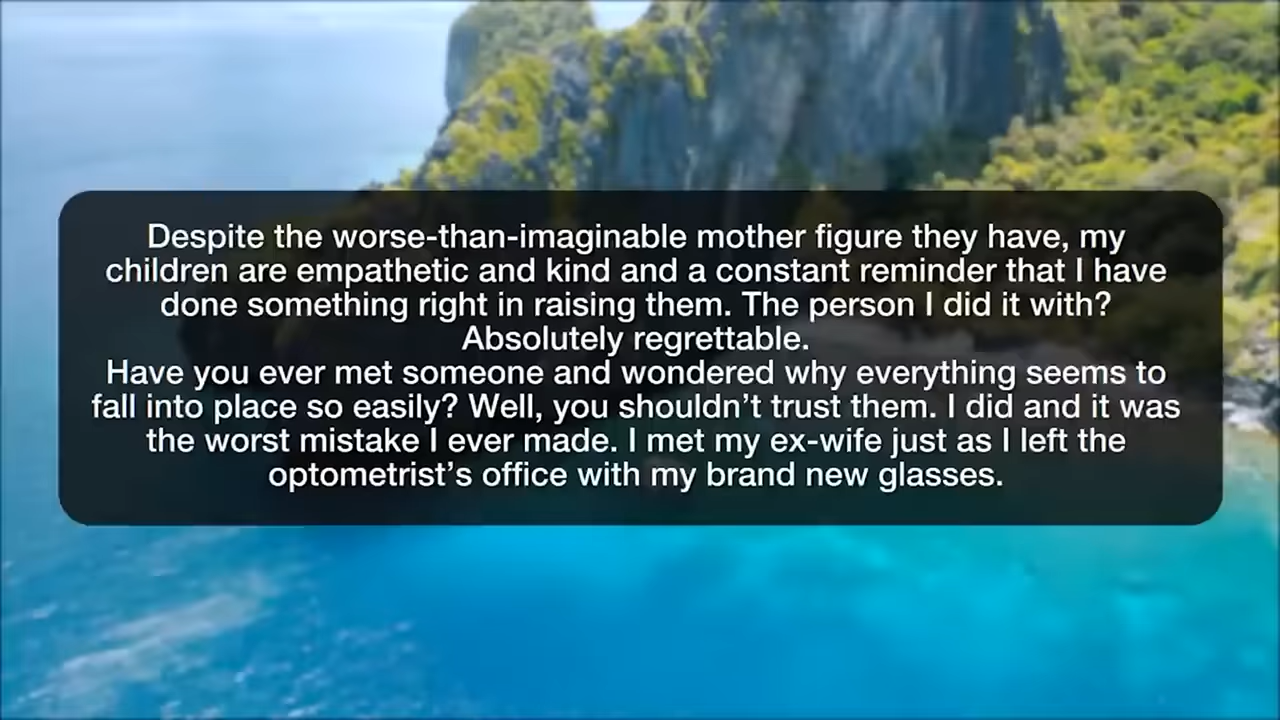 Despite the worse-than-imaginable mother figure they have, my
children are empathetic and kind and a constant reminder that I have
done something right in raising them. The person I did it with?
Absolutely regrettable.
Have you ever met someone and wondered why everything seems to
fall into place so easily? Well, you shouldn’t trust them. I did and it was
the worst mistake I ever made. I met my ex-wife just as I left the
optometrist’s office with my brand new glasses.